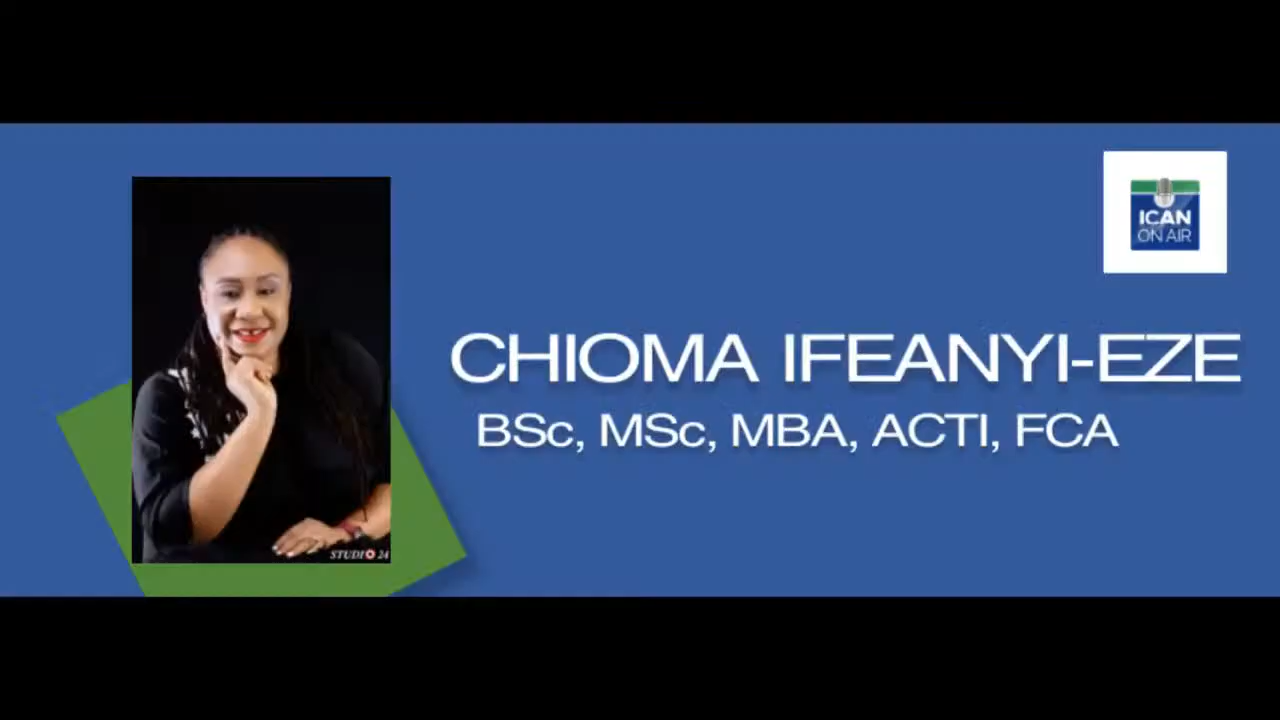 ICAN
ON AIR
CHIOMA IFEANYI-EZE
BSc, MSc, MBA, ACTI, FCA
STUDIO 24